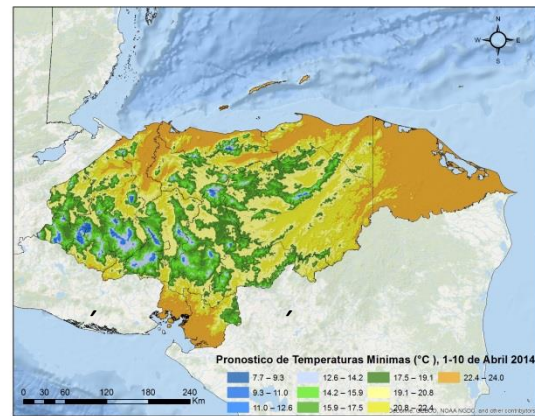 N
W E
S
Pronostico de Temperaturas Minimas (°C ), 1-10 de Abril 2014
7.7 – 9.3 12.6 – 14.2 17.5 – 19.1 22.4 – 24.0
9.3 – 11.0 14.2 – 15.9 19.1 – 20.8
11.0 – 12.6 15.9 – 17.5 20.8 – 22.4
0 30 60 120 180 240
Km
GEBCO, NOAA NGDC, and other contributors